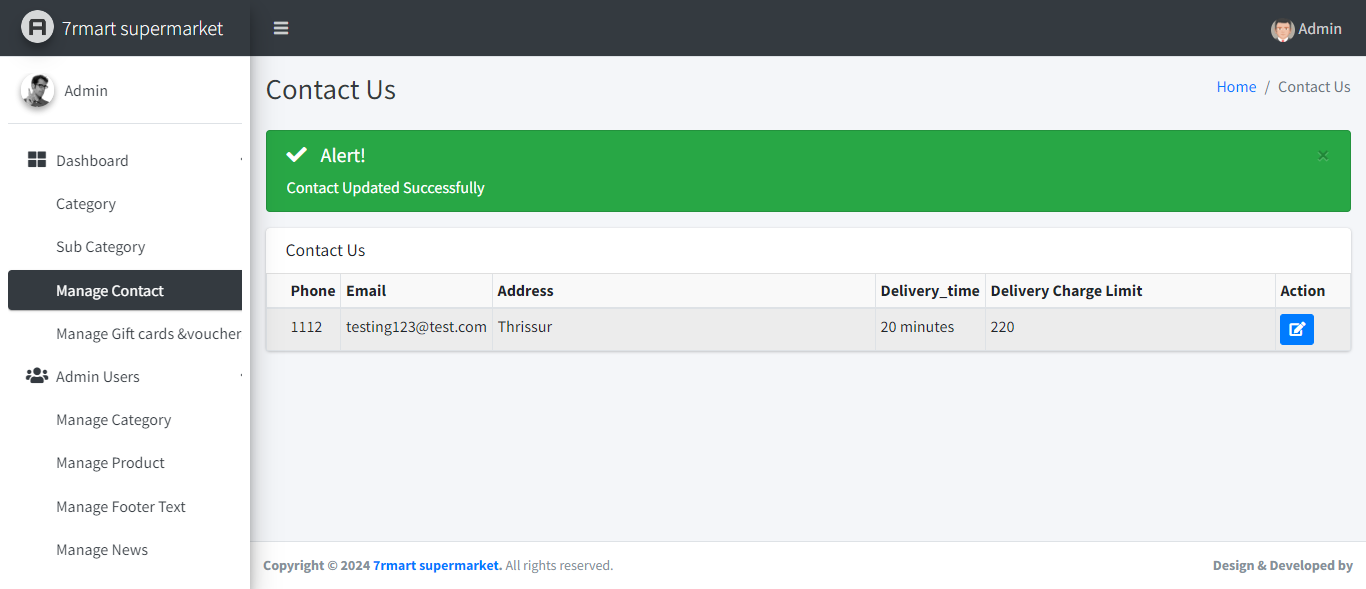 7rmart supermarket
Admin
Admin
Contact Us
Home / Contact Us
Alert!
×
Contact Updated Successfully
Dashboard
Category
Sub Category
Manage Contact
Manage Gift cards &voucher
Admin Users
Manage Category
Manage Product
Manage Footer Text
Manage News
Contact Us
Phone Email Address Delivery_time Delivery Charge Limit Action
1112 testing123@test.com Thrissur 20 minutes 220
Copyright © 2024 7rmart supermarket. All rights reserved.
Design & Developed by